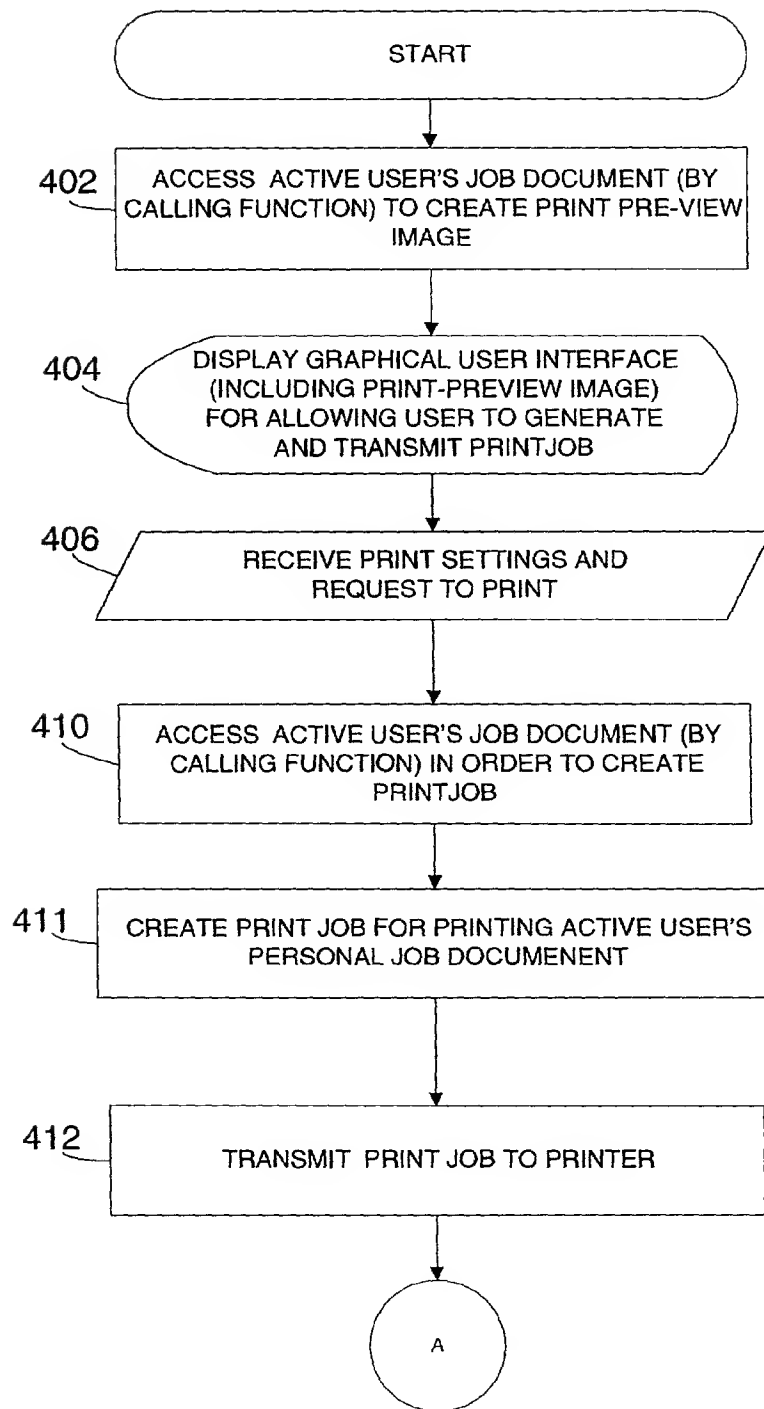 START
402
ACCESS ACTIVE USER'S JOB DOCUMENT (BY
CALLING FUNCTION) TO CREATE PRINT PRE-VIEW
IMAGE
404
DISPLAY GRAPHICAL USER INTERFACE
(INCLUDING PRINT-PREVIEW IMAGE)
FOR ALLOWING USER TO GENERATE
AND TRANSMIT PRINTJOB
406
RECEIVE PRINT SETTINGS AND
REQUEST TO PRINT
410
ACCESS ACTIVE USER'S JOB DOCUMENT (BY
CALLING FUNCTION) IN ORDER TO CREATE
PRINTJOB
411
CREATE PRINT JOB FOR PRINTING ACTIVE USER'S
PERSONAL JOB DOCUMENENT
412
TRANSMIT PRINT JOB TO PRINTER
A